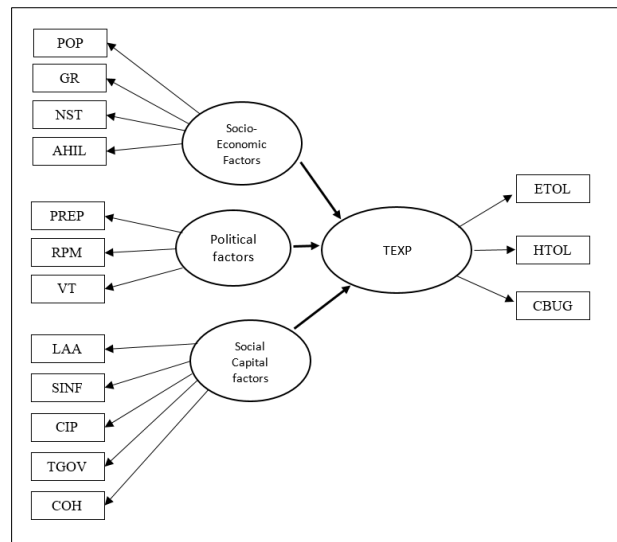 POP
GR
NST
AHIL
Socio-
Economic
Factors
PREP
RPM
VT
Political
factors
TEXP
ETOL
HTOL
CBUG
LAA
SINF
CIP
TGOV
COH
Social
Capital
factors